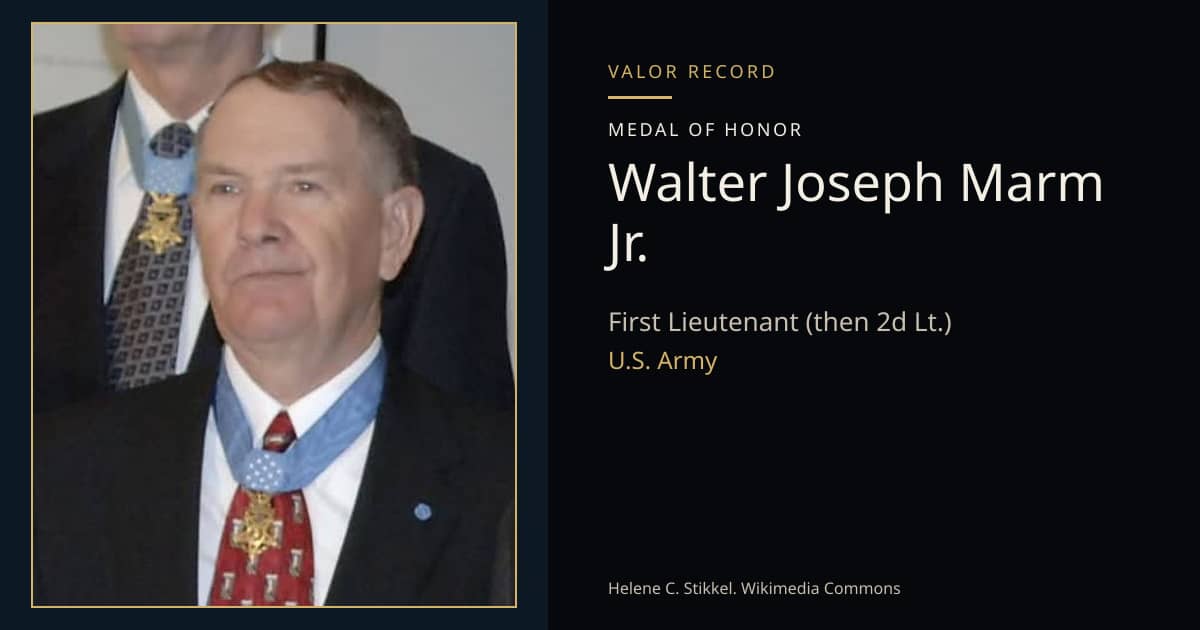 VALOR RECORD
MEDAL OF HONOR
Walter Joseph Marm
Jr.
First Lieutenant (then 2d Lt.)
U.S. Army
Helene C. Stikkel. Wikimedia Commons